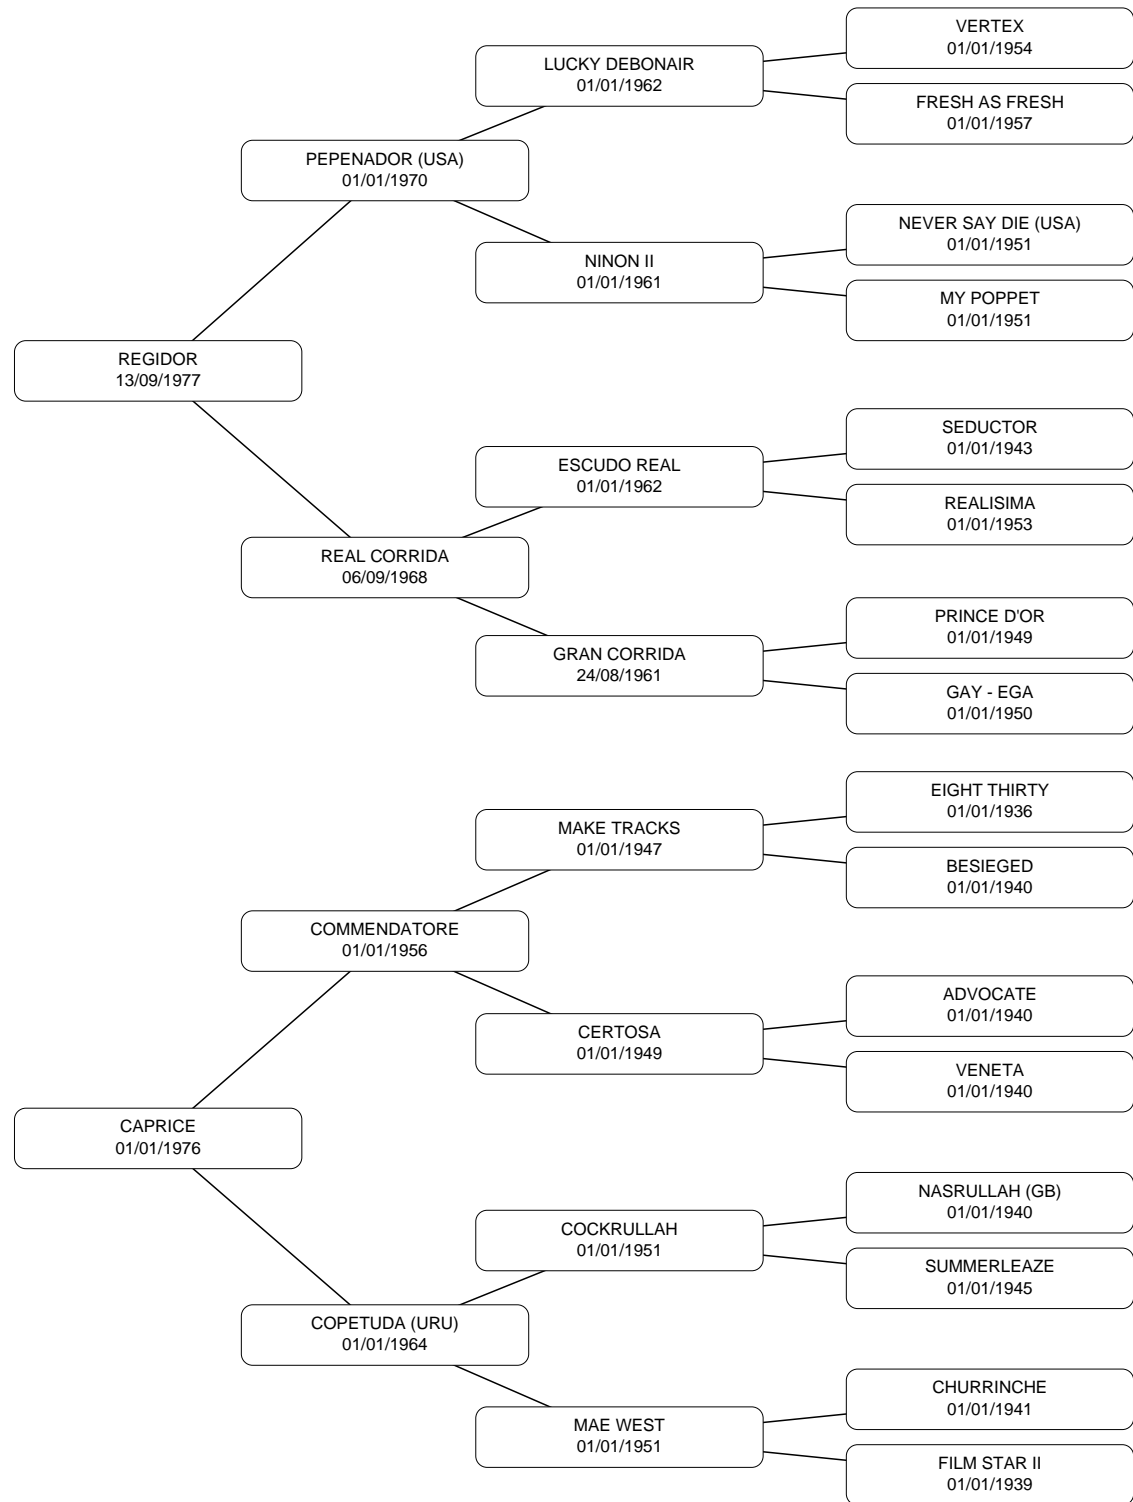 VERTEX
01/01/1954
LUCKY DEBONAIR
01/01/1962
FRESH AS FRESH
01/01/1957
PEPENADOR (USA)
01/01/1970
NEVER SAY DIE (USA)
01/01/1951
NINON II
01/01/1961
MY POPPET
01/01/1951
REGIDOR
13/09/1977
SEDUCTOR
01/01/1943
ESCUDO REAL
01/01/1962
REALISIMA
01/01/1953
REAL CORRIDA
06/09/1968
PRINCE D'OR
01/01/1949
GRAN CORRIDA
24/08/1961
GAY - EGA
01/01/1950
EIGHT THIRTY
01/01/1936
MAKE TRACKS
01/01/1947
BESIEGED
01/01/1940
COMMENDATORE
01/01/1956
ADVOCATE
01/01/1940
CERTOSA
01/01/1949
VENETA
01/01/1940
CAPRICE
01/01/1976
NASRULLAH (GB)
01/01/1940
COCKRULLAH
01/01/1951
SUMMERLEAZE
01/01/1945
COPETUDA (URU)
01/01/1964
CHURRINCHE
01/01/1941
MAE WEST
01/01/1951
FILM STAR II
01/01/1939